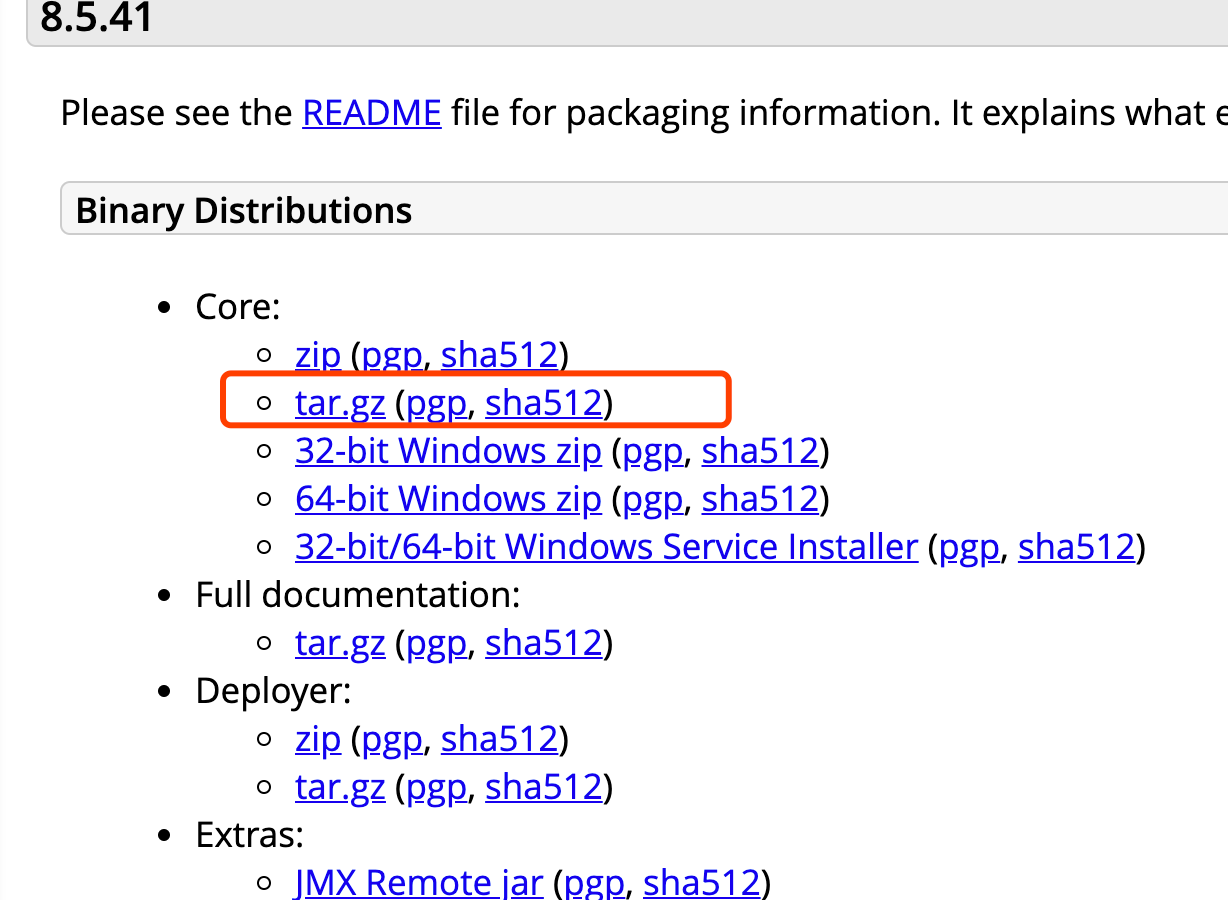 8.5.41
Please see the README file for packaging information. It explains what
Binary Distributions
Core:
zip (pgp, sha512)
tar.gz (pgp, sha512)
32-bit Windows zip (pgp, sha512)
64-bit Windows zip (pgp, sha512)
32-bit/64-bit Windows Service Installer (pgp, sha512)
Full documentation:
tar.gz (pgp, sha512)
Deployer:
zip (pgp, sha512)
tar.gz (pgp, sha512)
Extras:
JMX Remote jar (pgp, sha512)